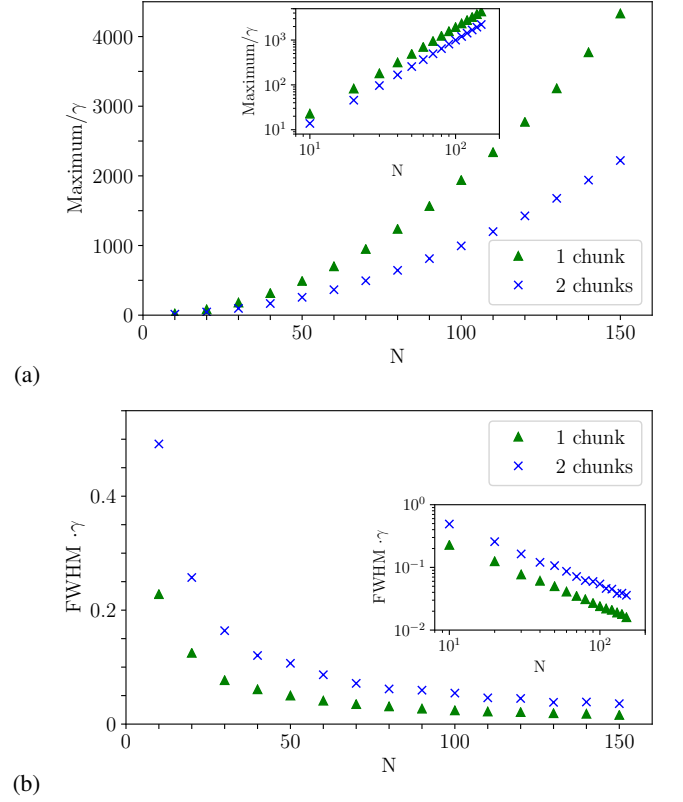 4000
3000
2000
1000
0
Maximum/γ
10³
10²
10¹
Maximum/γ
10¹
10²
N
1 chunk
2 chunks
0
50
100
150
N
(a)
0.4
0.2
0
FWHM ·γ
1 chunk
2 chunks
10⁰
10⁻¹
10⁻²
FWHM ·γ
10¹
10²
N
0
50
100
150
N
(b)